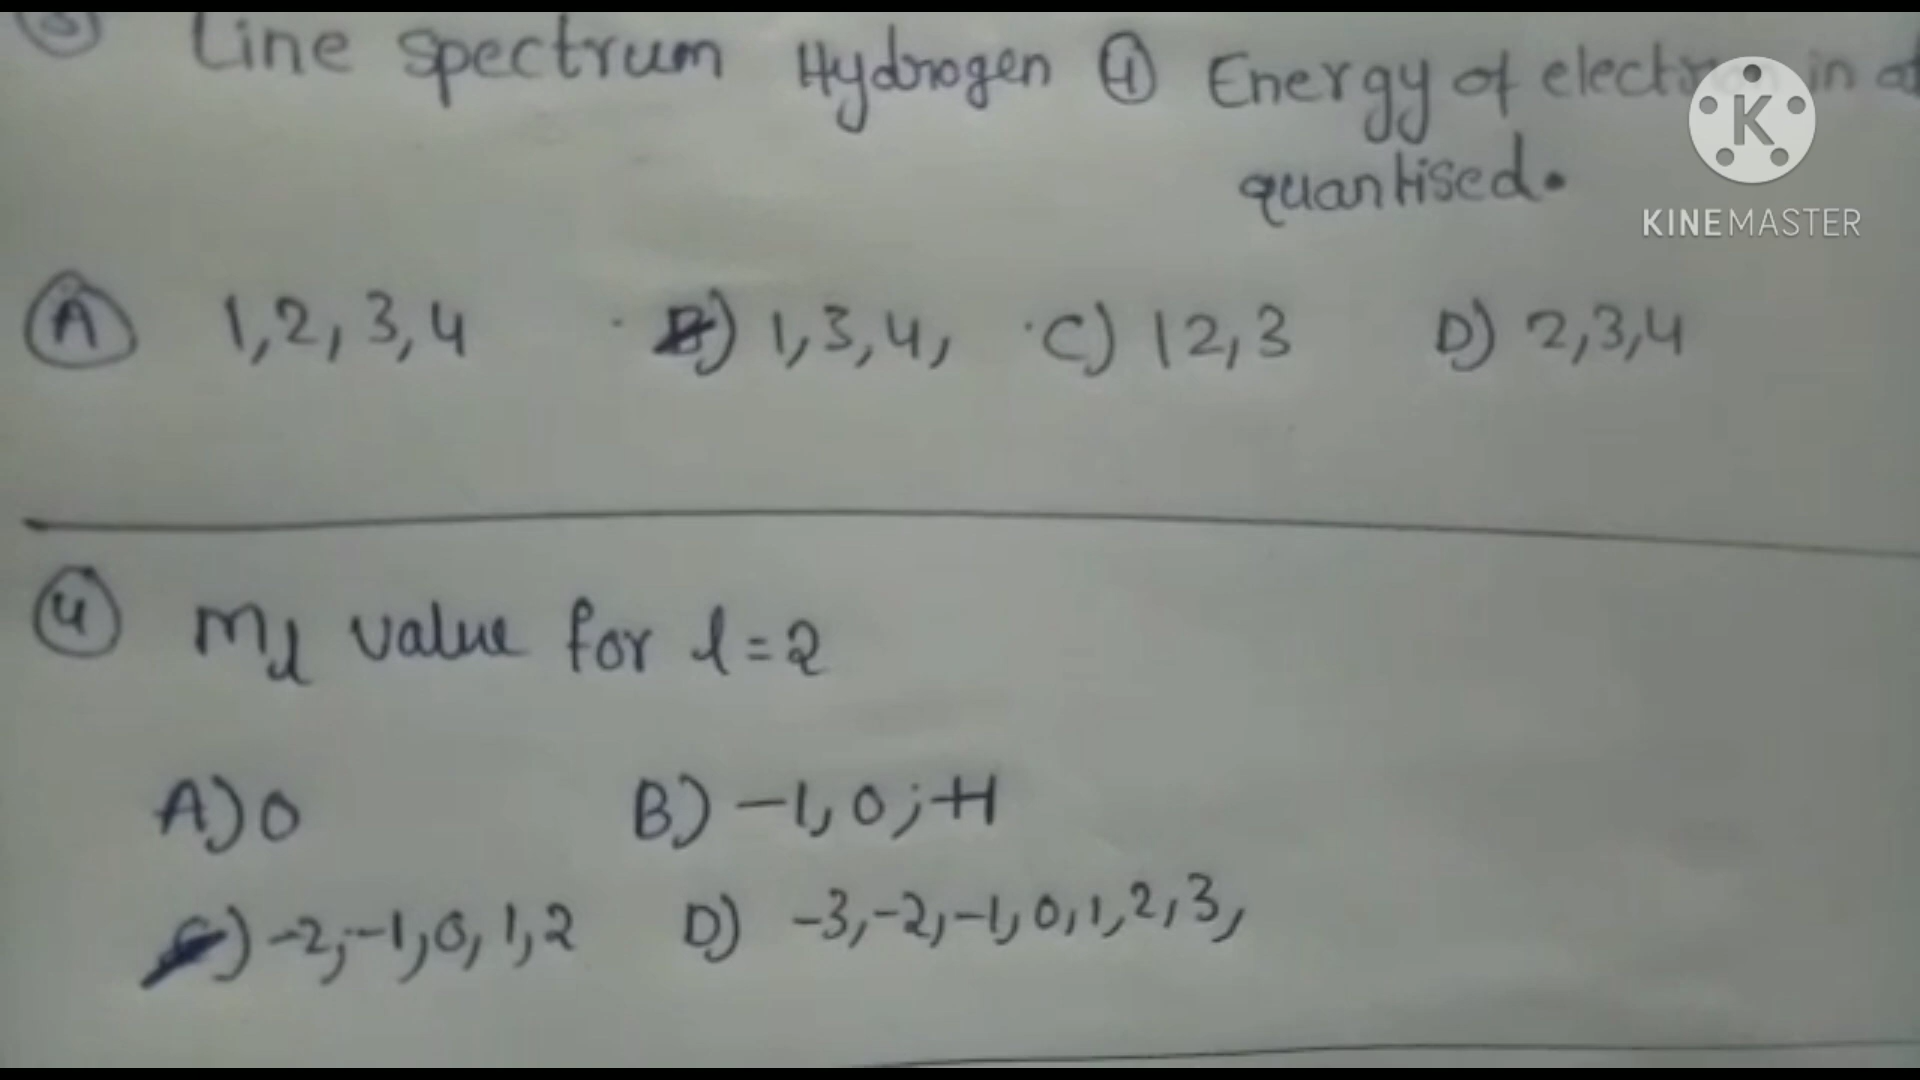 ③ Line spectrum Hydrogen ④ Energy of electron in
quantised.
KINEMASTER
Ⓐ 1,2,3,4 B) 1,3,4, C) 1 2,3 D) 2,3,4
④ ml value for l=2
A) 0 B) -1,0,+1
C) -2,-1,0,1,2 D) -3,-2,-1,0,1,2,3,